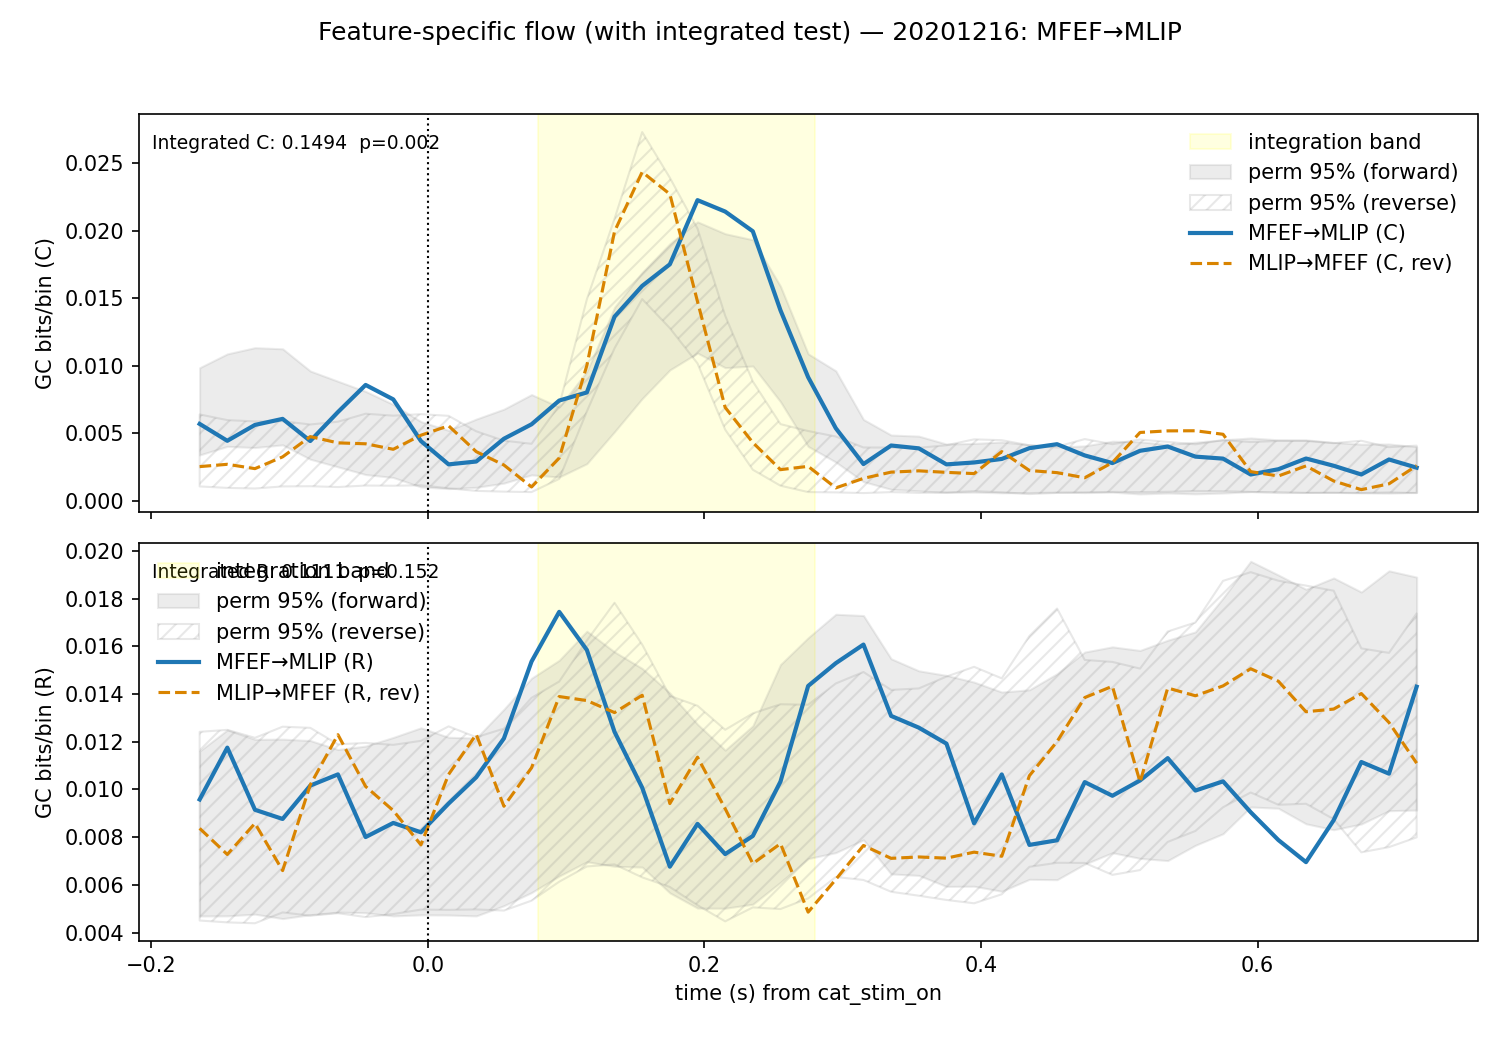 Feature-specific flow (with integrated test) — 20201216: MFEF→MLIP
Integrated C: 0.1494 p=0.002
integration band
perm 95% (forward)
perm 95% (reverse)
MFEF→MLIP (C)
MLIP→MFEF (C, rev)
GC bits/bin (C)
0.025
0.020
0.015
0.010
0.005
0.000
Integrated R: 0.1111 p=0.152
integration band
perm 95% (forward)
perm 95% (reverse)
MFEF→MLIP (R)
MLIP→MFEF (R, rev)
GC bits/bin (R)
0.020
0.018
0.016
0.014
0.012
0.010
0.008
0.006
0.004
−0.2
0.0
0.2
0.4
0.6
time (s) from cat_stim_on